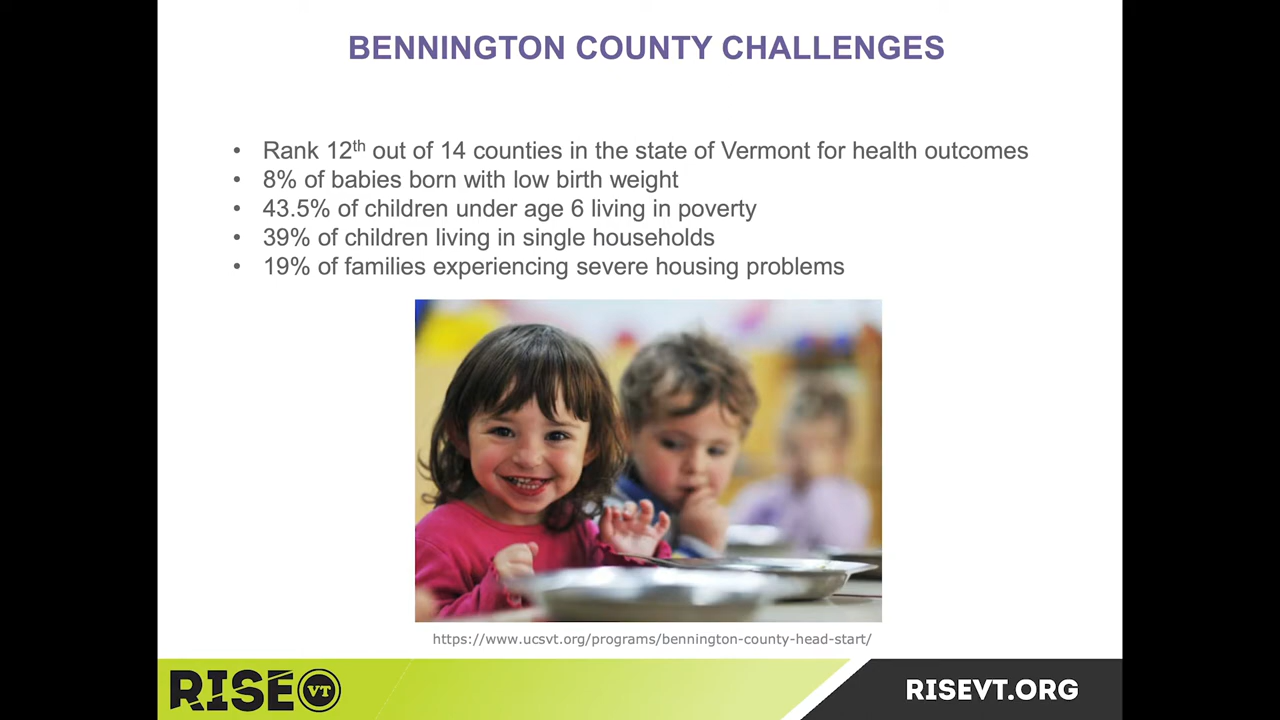 BENNINGTON COUNTY CHALLENGES
• Rank 12th out of 14 counties in the state of Vermont for health outcomes
• 8% of babies born with low birth weight
• 43.5% of children under age 6 living in poverty
• 39% of children living in single households
• 19% of families experiencing severe housing problems
https://www.ucsvt.org/programs/bennington-county-head-start/
RISE VT
RISEVT.ORG